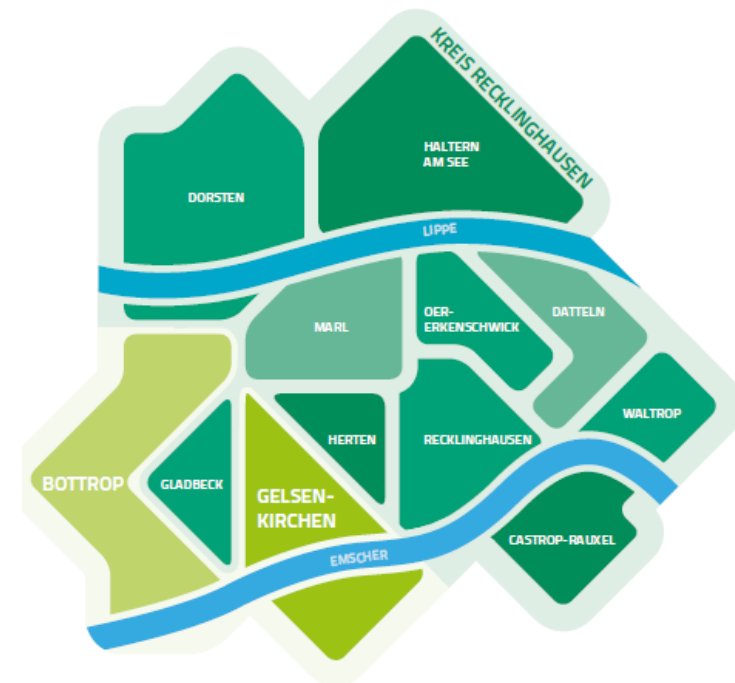 KREIS RECKLINGHAUSEN
HALTERN
AM SEE
DORSTEN
LIPPE
MARL
OER-
ERKENSCHWICK
DATTELN
WALTROP
HERTEN
RECKLINGHAUSEN
BOTTROP
GLADBECK
GELSEN-
KIRCHEN
CASTROP-RAUXEL
EMSCHER